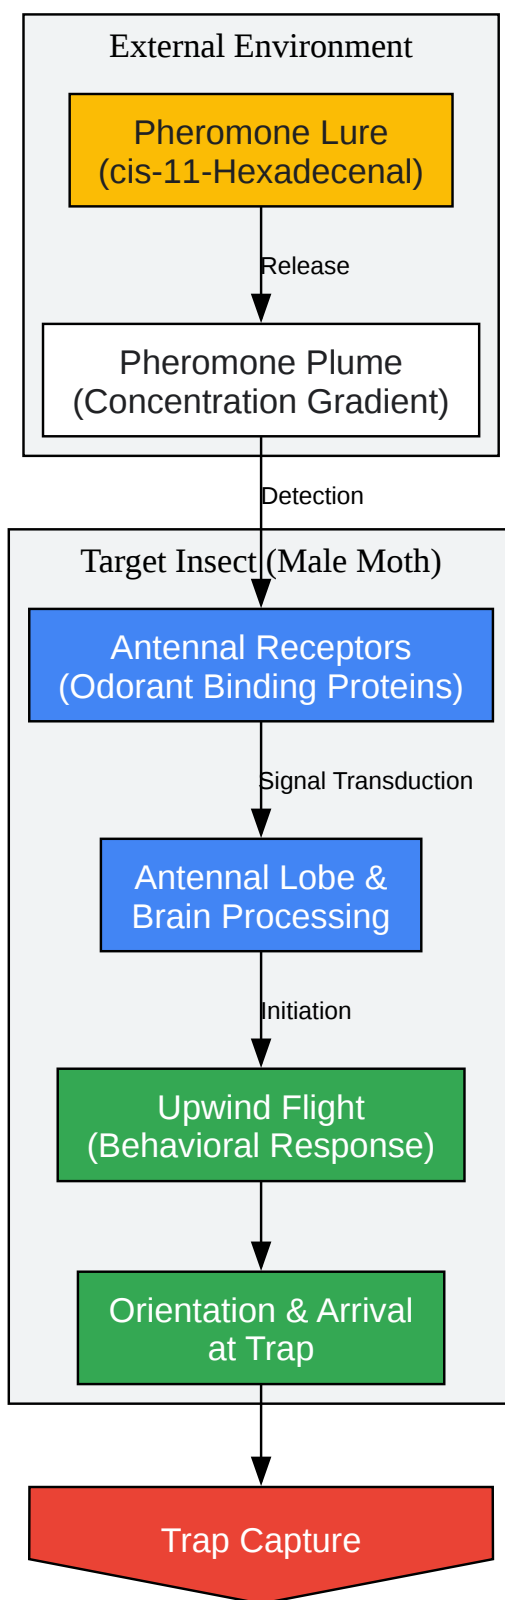 External Environment
Pheromone Lure
(cis-11-Hexadecenal)
Release
Pheromone Plume
(Concentration Gradient)
Detection
Target Insect (Male Moth)
Antennal Receptors
(Odorant Binding Proteins)
Signal Transduction
Antennal Lobe &
Brain Processing
Initiation
Upwind Flight
(Behavioral Response)
Orientation & Arrival
at Trap
Trap Capture